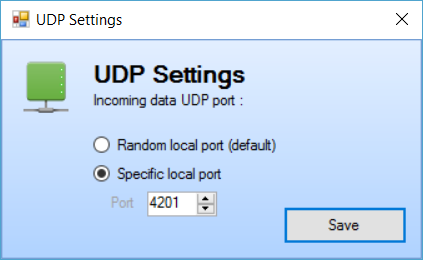 UDP Settings
UDP Settings
Incoming data UDP port :
Random local port (default)
Specific local port
Port 4201
Save